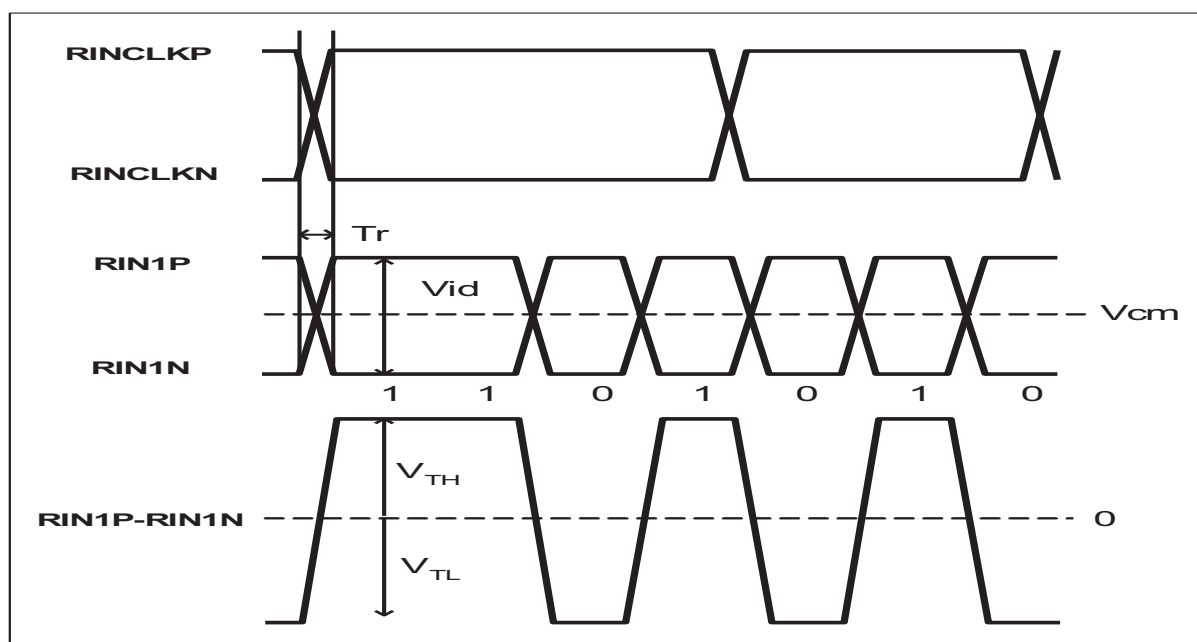 RINCLKP
RINCLKN
Tr
RIN1P
Vid
Vcm
RIN1N
1 1 0 1 0 1 0
VTH
RIN1P-RIN1N
0
VTL